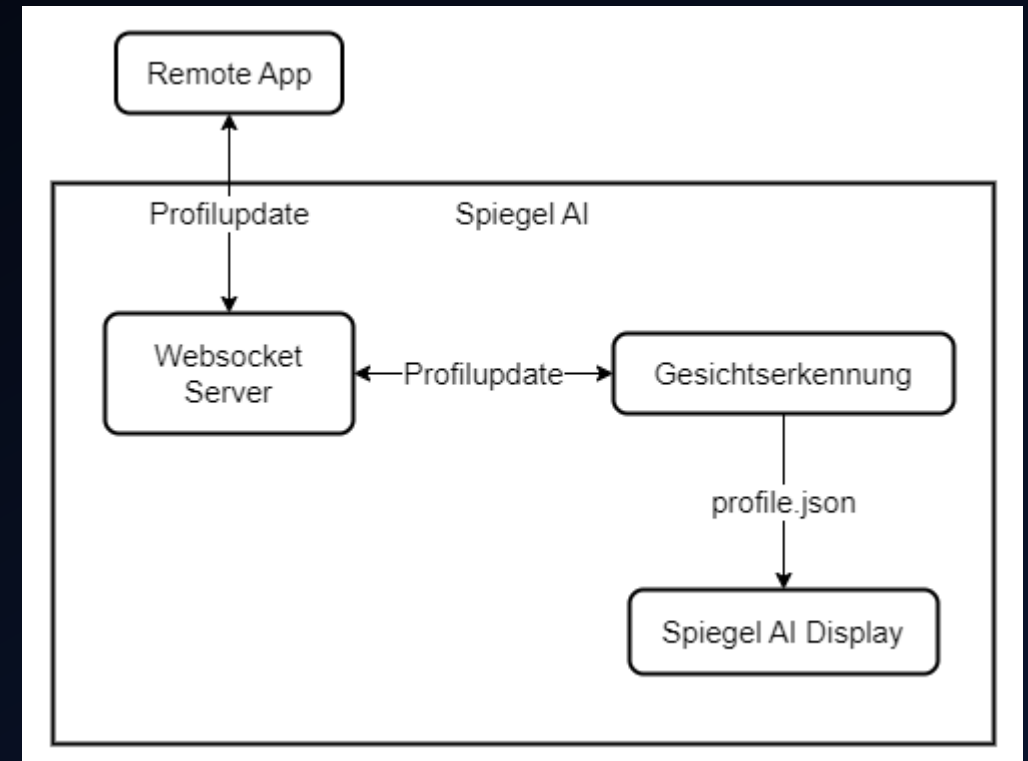 Remote App
Profilupdate
Spiegel AI
Websocket
Server
Profilupdate
Gesichtserkennung
profile.json
Spiegel AI Display